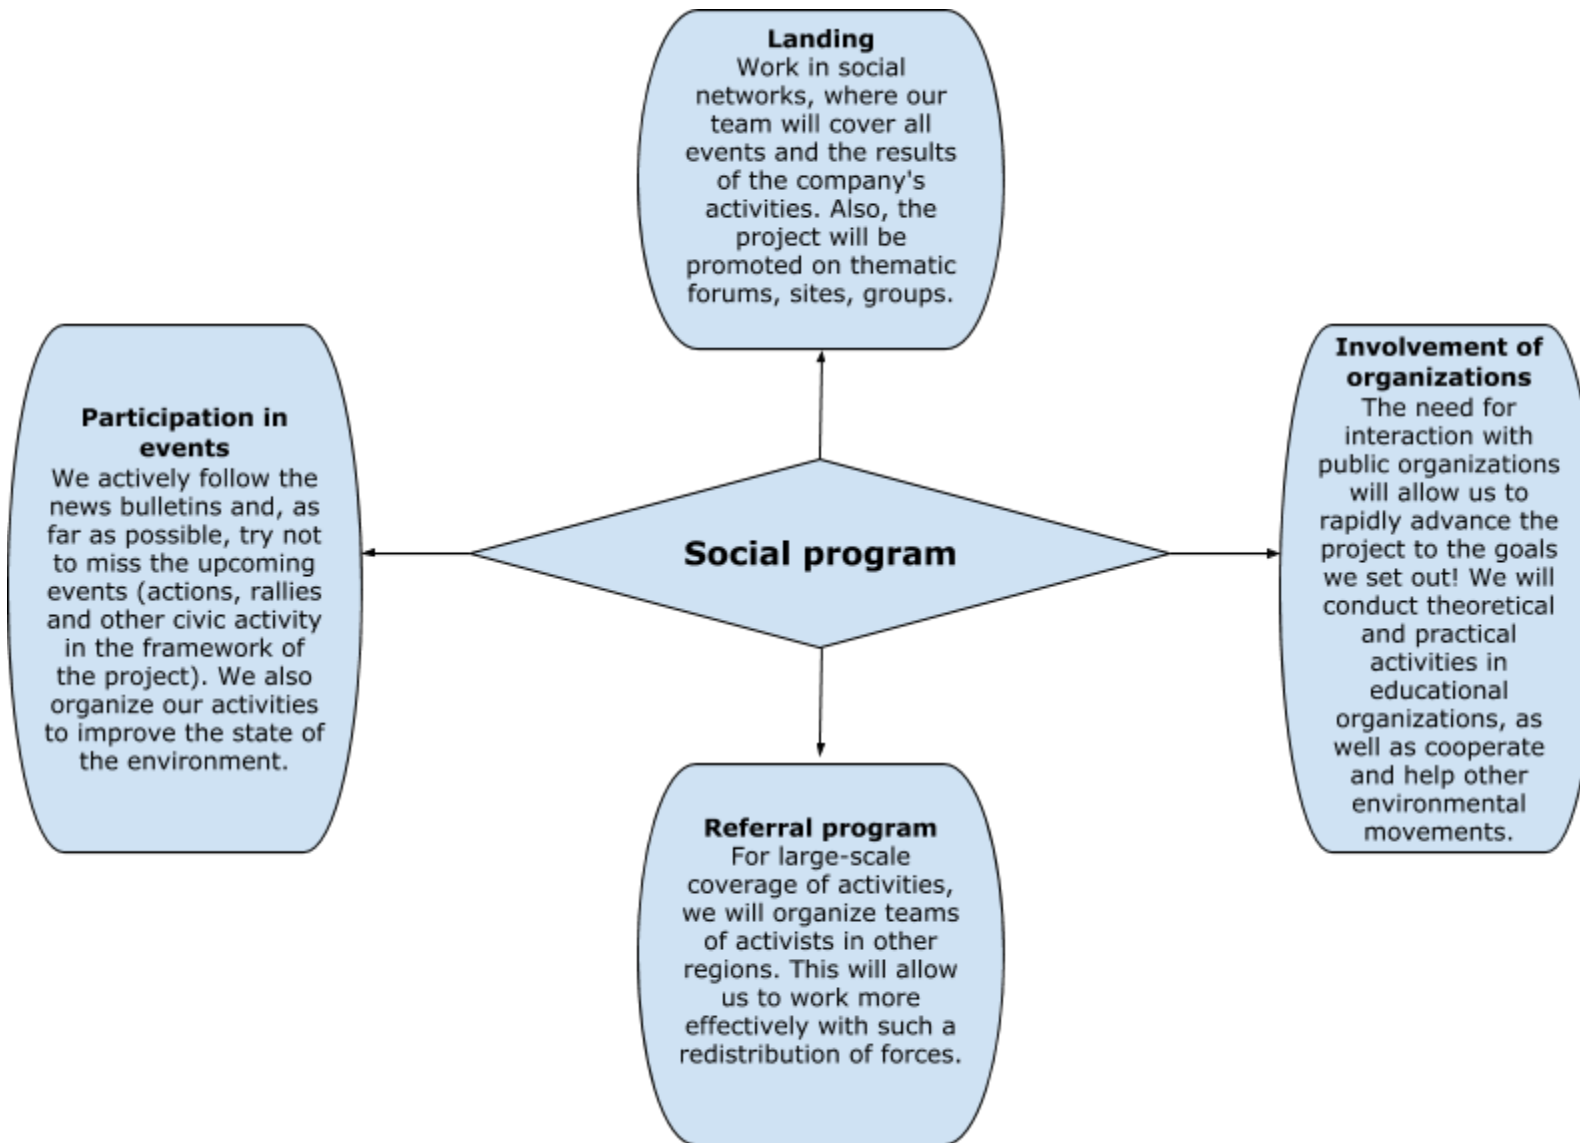 Landing
Work in social
networks, where our
team will cover all
events and the results
of the company's
activities. Also, the
project will be
promoted on thematic
forums, sites, groups.
Participation in
events
We actively follow the
news bulletins and, as
far as possible, try not
to miss the upcoming
events (actions, rallies
and other civic activity
in the framework of
the project). We also
organize our activities
to improve the state of
the environment.
Social program
Involvement of
organizations
The need for
interaction with
public organizations
will allow us to
rapidly advance the
project to the goals
we set out! We will
conduct theoretical
and practical
activities in
educational
organizations, as
well as cooperate
and help other
environmental
movements.
Referral program
For large-scale
coverage of activities,
we will organize teams
of activists in other
regions. This will allow
us to work more
effectively with such a
redistribution of forces.